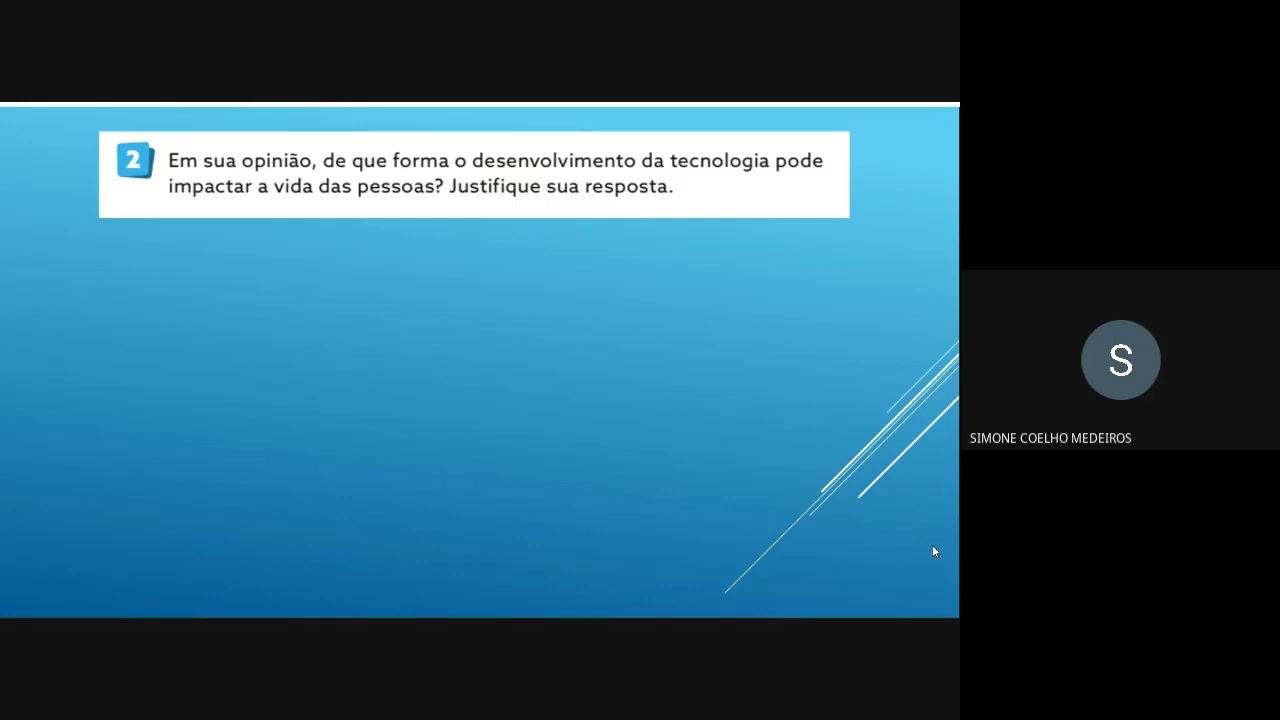 2
Em sua opinião, de que forma o desenvolvimento da tecnologia pode
impactar a vida das pessoas? Justifique sua resposta.
S
SIMONE COELHO MEDEIROS